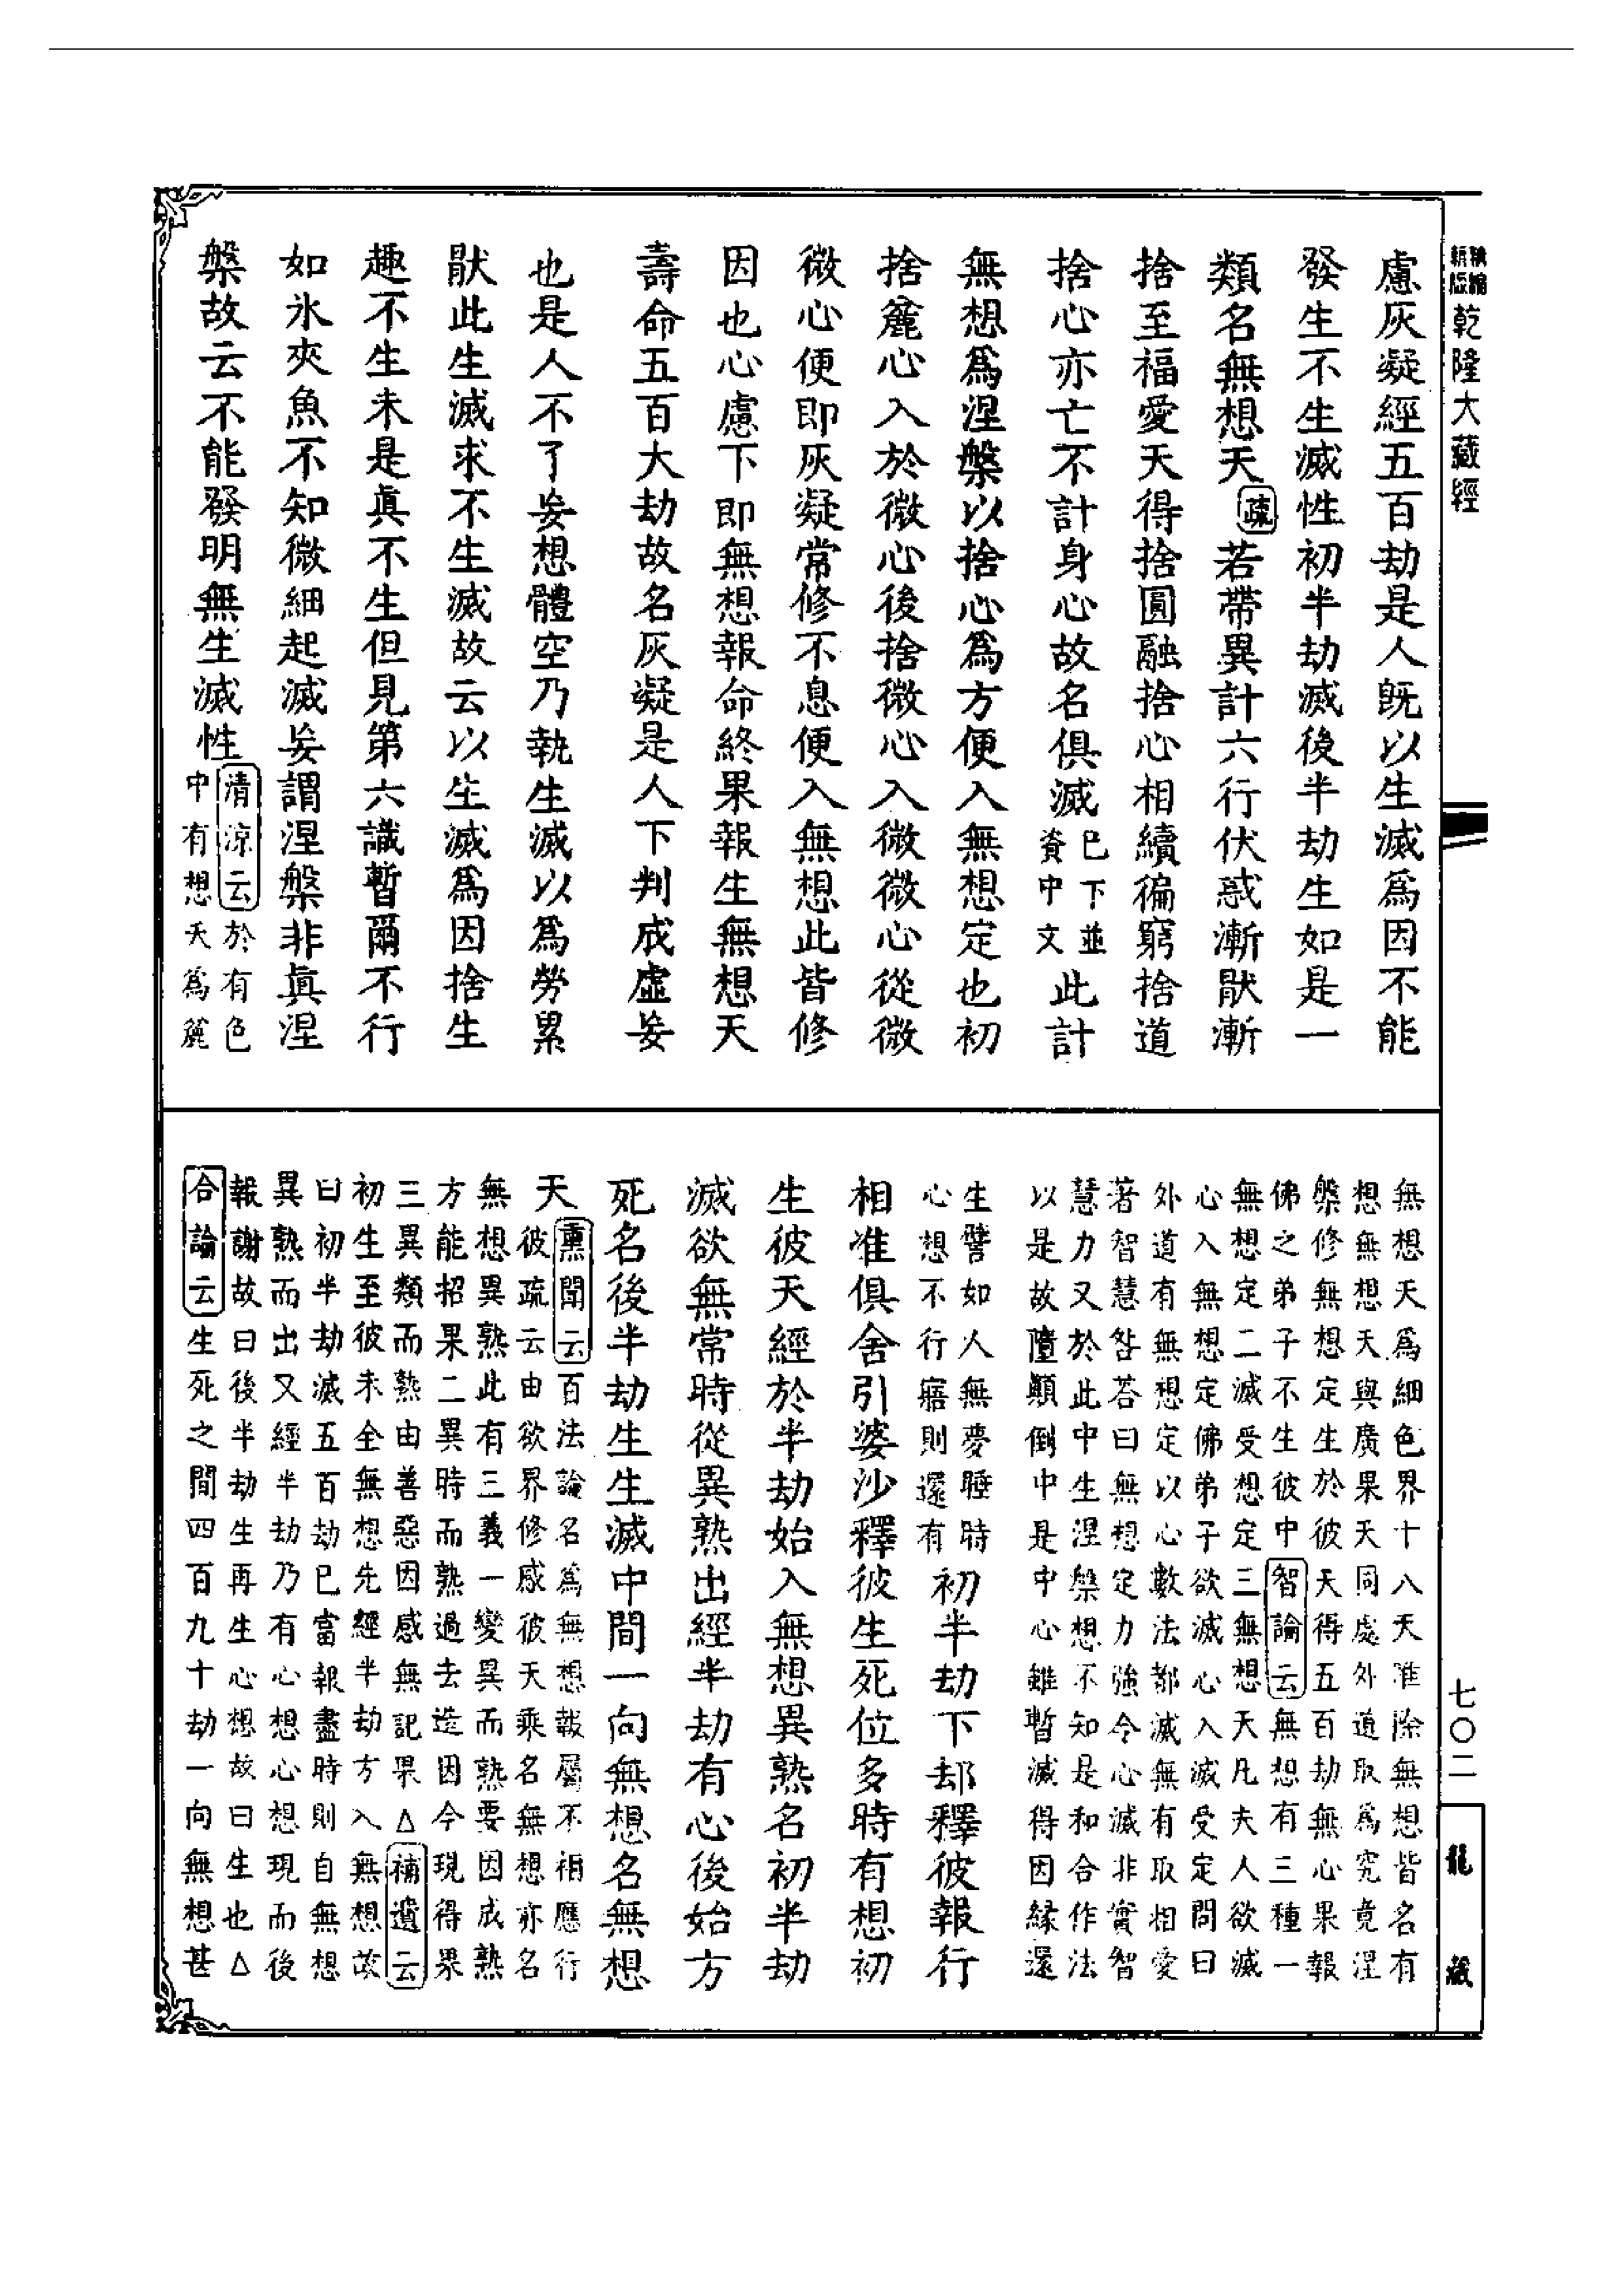 乾隆大藏經
慮灰凝經五百劫是人既以生滅爲因不能
發生不生滅性初半劫滅後半劫生如是一
類名無想天疏若帶異計六行伏惑漸猒漸
捨至福愛天得捨圓融捨心相續徧窮捨道
捨心亦亡不計身心故名俱滅已下並資中文此計
無想爲涅槃以捨心爲方便入無想定也初
捨麄心入於微心後捨微心入微微心從微
微心便即灰凝常修不息便入無想此皆修
因也心慮下即無想報命終果報生無想天
壽命五百大劫故名灰凝是人下判成虛妄
也是人不了妄想體空乃執生滅以爲勞累
猒此生滅求不生滅故云以生滅爲因捨生
趣不生未是眞不生但見第六識暫爾不行
如氷夾魚不知微細起滅妄謂涅槃非眞涅
槃故云不能發明無生滅性
清涼云於有色
中有想天爲麄
無想天爲細色界十八天唯除無想皆名有
想無想天與廣果天同處外道取爲究竟涅
槃修無想定生於彼天得五百劫無心果報
佛之弟子不生彼中智論云無想有三種一
無想定二滅受想定三無想天凡夫人欲滅
心入無想定佛弟子欲滅心入滅受定問曰
外道有無想定以心數法都滅無有取相愛
著智慧咎荅曰無想定力強令心滅非實智
慧力又於此中生涅槃想不知是和合作法
以是故墮顚倒中是中心雖暫滅得因緣還
生譬如人無夢睡時
心想不行寤則還有
初半劫下却釋彼報行
相准俱舍引婆沙釋彼生死位多時有想初
生彼天經於半劫始入無想異熟名初半劫
滅欲無常時從異熟出經半劫有心後始方
死名後半劫生生滅中間一向無想名無想
天
熏聞云百法論名爲無想報屬不相應行
彼疏云由欲界修感彼天乘名無想亦名
無想異熟此有三義一變異而熟要因成熟
方能招果二異時而熟過去造因今現得果
三異類而熟由善惡因感無記果△補遺云
初生至彼未全無想先經半劫方入無想故
曰初半劫滅五百劫已當報盡時則自無想
異熟而出又經半劫乃有心想心想現而後
報謝故曰後半劫生再生心想故曰生也△
合論云生死之間四百九十劫一向無想甚
七〇二
龍藏